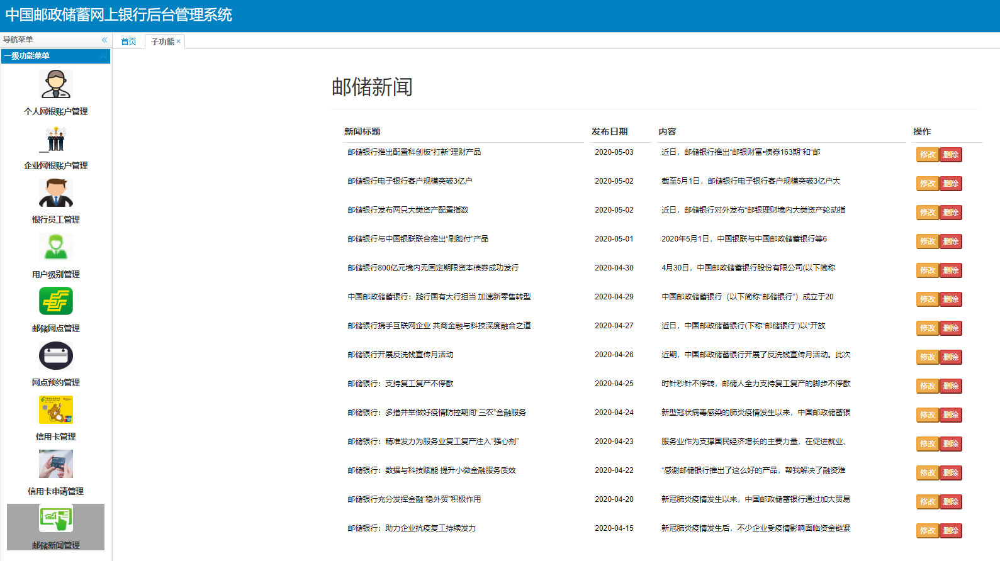 中国邮政储蓄网上银行后台管理系统
导航菜单
首页
子功能
一级功能菜单
个人网银账户管理
企业网银账户管理
银行员工管理
用户级别管理
邮储网点管理
网点预约管理
信用卡管理
信用卡申请管理
邮储新闻管理
邮储新闻
新闻标题 发布日期 内容 操作
邮储银行推出配置科创板“打新”理财产品 2020-05-03 近日，邮储银行推出“邮银财富•债券163期”和“邮 修改 删除
邮储银行电子银行客户规模突破3亿户 2020-05-02 截至5月1日，邮储银行电子银行客户规模突破3亿户大 修改 删除
邮储银行发布两只大类资产配置指数 2020-05-02 近日，邮储银行对外发布“邮银理财境内大类资产轮动指 修改 删除
邮储银行与中国银联联合推出“刷脸付”产品 2020-05-01 2020年5月1日，中国银联与中国邮政储蓄银行等6 修改 删除
邮储银行800亿元境内无固定期限资本债券成功发行 2020-04-30 4月30日，中国邮政储蓄银行股份有限公司(以下简称 修改 删除
中国邮政储蓄银行：践行国有大行担当 加速新零售转型 2020-04-29 中国邮政储蓄银行（以下简称“邮储银行”）成立于20 修改 删除
邮储银行携手互联网企业 共商金融与科技深度融合之道 2020-04-27 近日，中国邮政储蓄银行(下称“邮储银行”)以“开放 修改 删除
邮储银行开展反洗钱宣传月活动 2020-04-26 近期，中国邮政储蓄银行开展了反洗钱宣传月活动。此次 修改 删除
邮储银行：支持复工复产不停歇 2020-04-25 时针秒针不停转，邮储人全力支持复工复产的脚步不停歇 修改 删除
邮储银行：多措并举做好疫情防控期间“三农”金融服务 2020-04-24 新型冠状病毒感染的肺炎疫情发生以来，中国邮政储蓄银 修改 删除
邮储银行：精准发力为服务业复工复产注入“强心剂” 2020-04-23 服务业作为支撑国民经济增长的主要力量，在促进就业、 修改 删除
邮储银行：数据与科技赋能 提升小微金融服务质效 2020-04-22 “感谢邮储银行推出了这么好的产品，帮我解决了融资难 修改 删除
邮储银行充分发挥金融“稳外贸”积极作用 2020-04-20 新冠肺炎疫情发生以来，中国邮政储蓄银行通过加大贸易 修改 删除
邮储银行：助力企业抗疫复工持续发力 2020-04-15 新冠肺炎疫情发生后，不少企业受疫情影响面临资金链紧 修改 删除